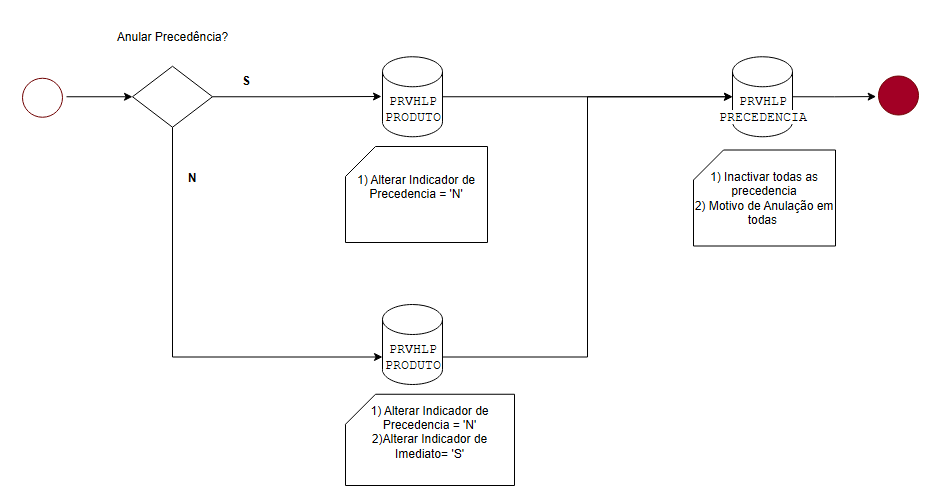 Anular Precedência?
S
PRVHLP
PRODUTO
PRVHLP
PRECEDENCIA
1) Alterar Indicador de
Precedencia = 'N'
1) Inactivar todas as
precedencia
2) Motivo de Anulação em
todas
N
PRVHLP
PRODUTO
1) Alterar Indicador de
Precedencia = 'N'
2)Alterar Indicador de
Imediato= 'S'